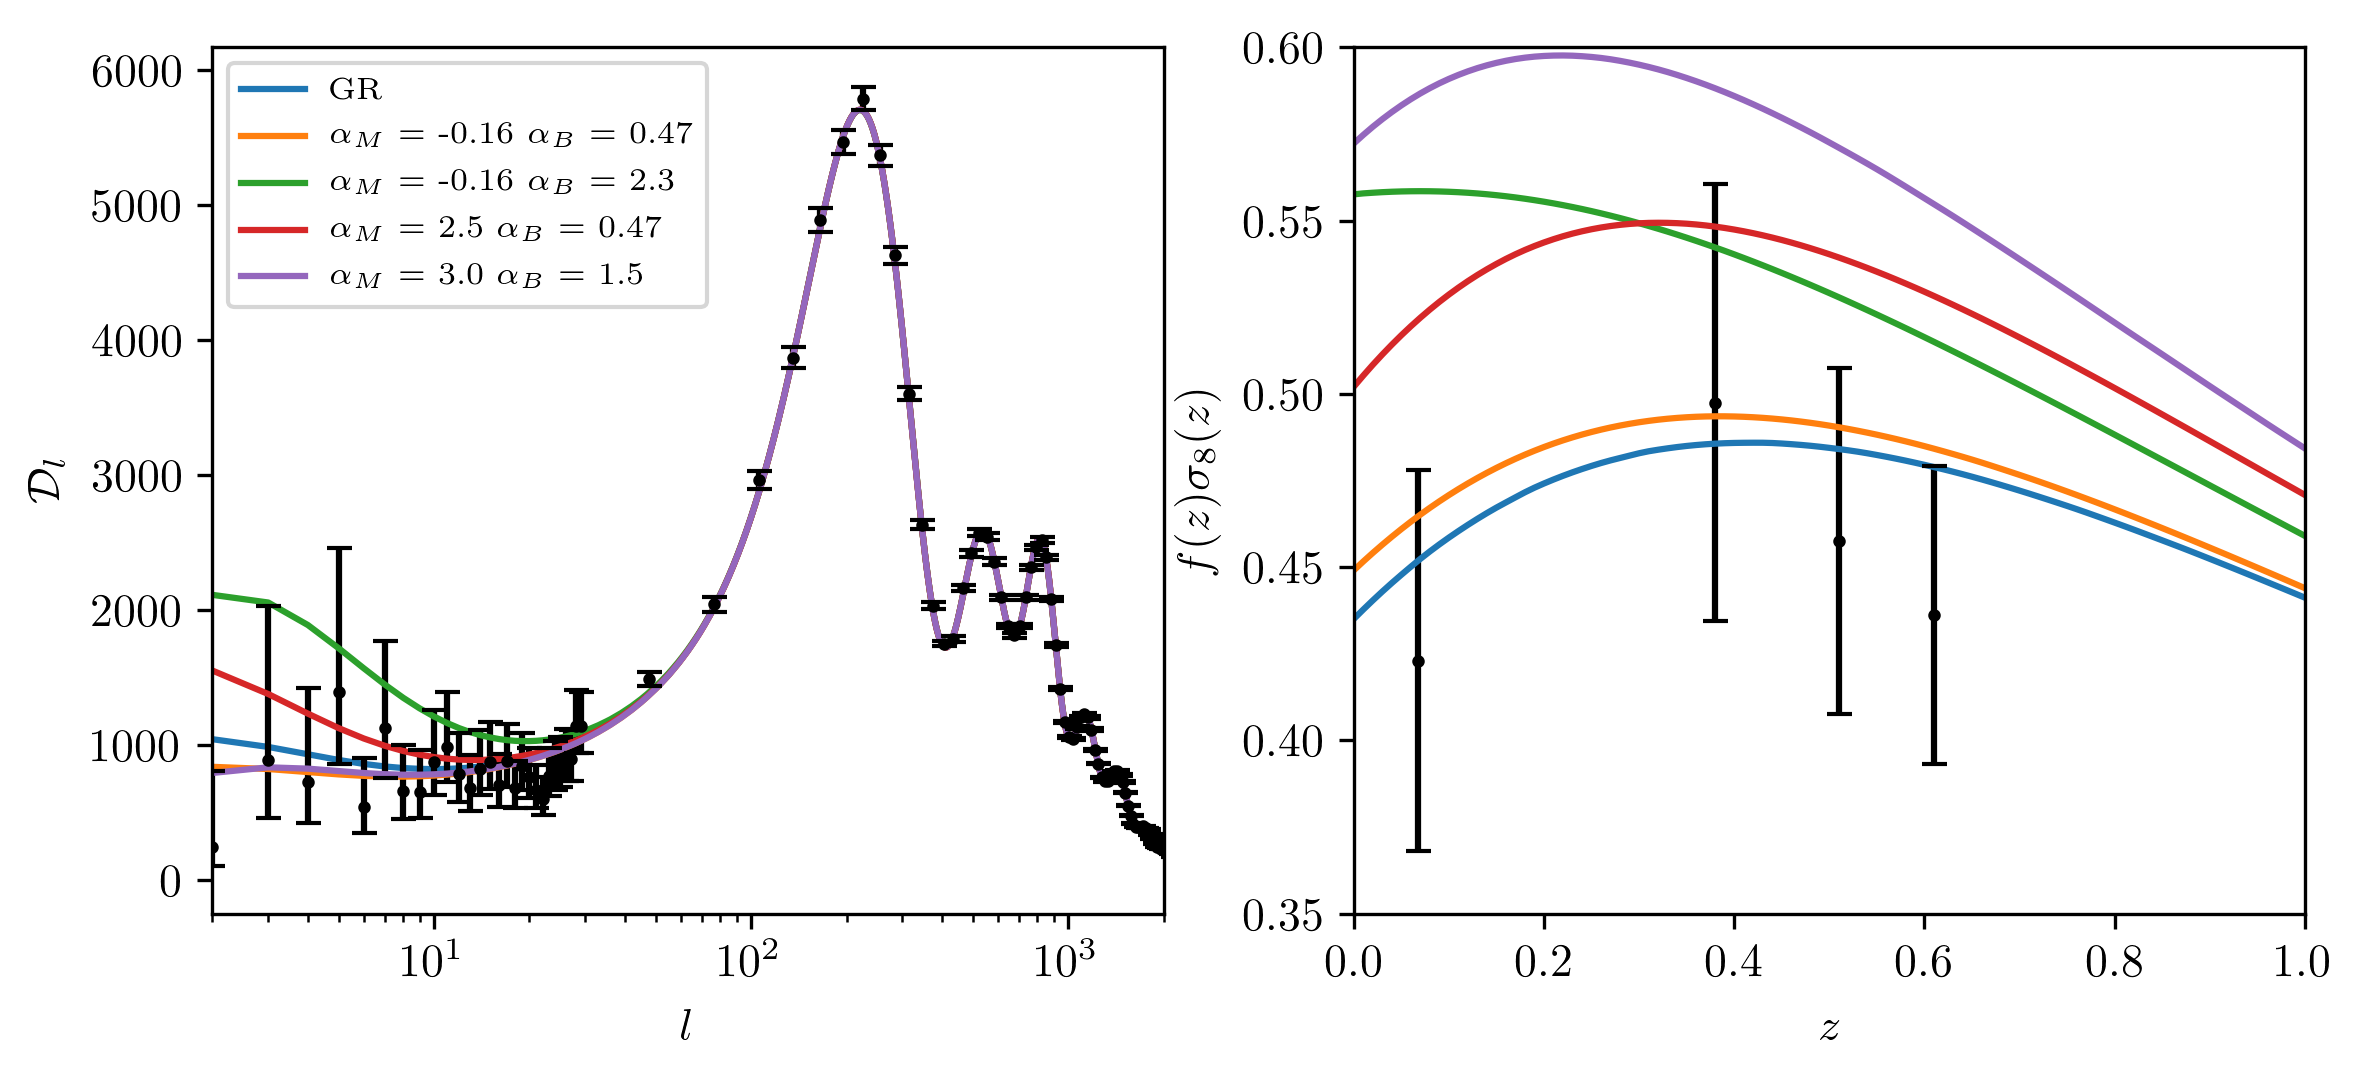 6000
5000
4000
3000
2000
1000
0
𝒟_l
GR
α_M = -0.16 α_B = 0.47
α_M = -0.16 α_B = 2.3
α_M = 2.5 α_B = 0.47
α_M = 3.0 α_B = 1.5
10^1 10^2 10^3
l
0.60
0.55
0.50
0.45
0.40
0.35
f(z)σ_8(z)
0.0 0.2 0.4 0.6 0.8 1.0
z